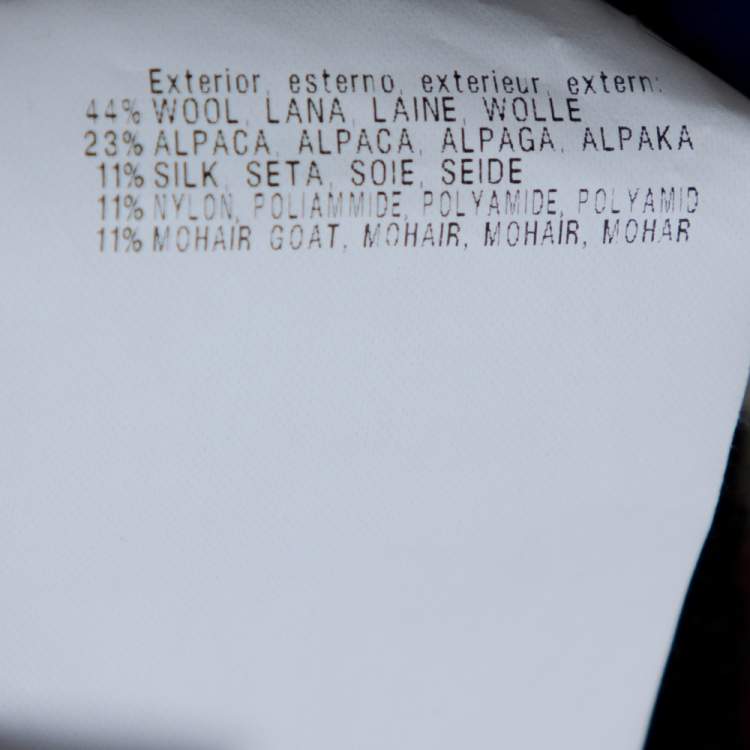 Exterior, esterno, exterieur, extern:
44% WOOL, LANA, LAINE, WOLLE
23% ALPACA, ALPACA, ALPAGA, ALPAKA
11% SILK, SETA, SOIE, SEIDE
11% NYLON, POLIAMMIDE, POLYAMIDE, POLYAMID
11% MOHAIR GOAT, MOHAIR, MOHAIR, MOHAR